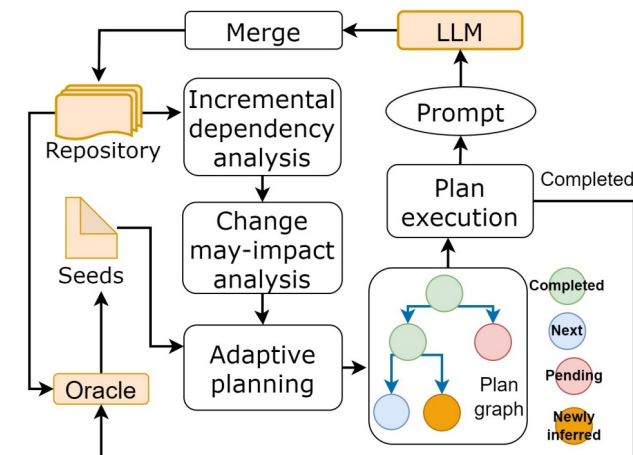 Merge
LLM
Repository
Incremental
dependency
analysis
Prompt
Plan
execution
Completed
Seeds
Change
may-impact
analysis
Adaptive
planning
Plan
graph
Completed
Next
Pending
Newly
inferred
Oracle